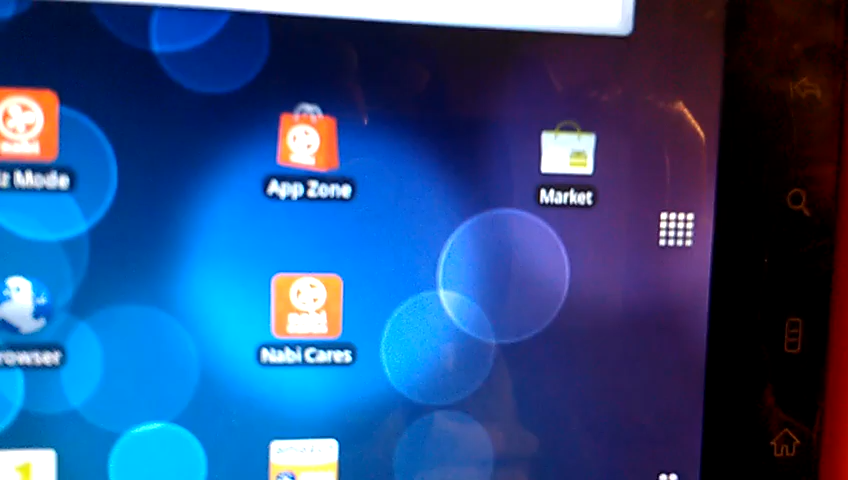 z Mode
App Zone
Market
rowser
Nabi Cares